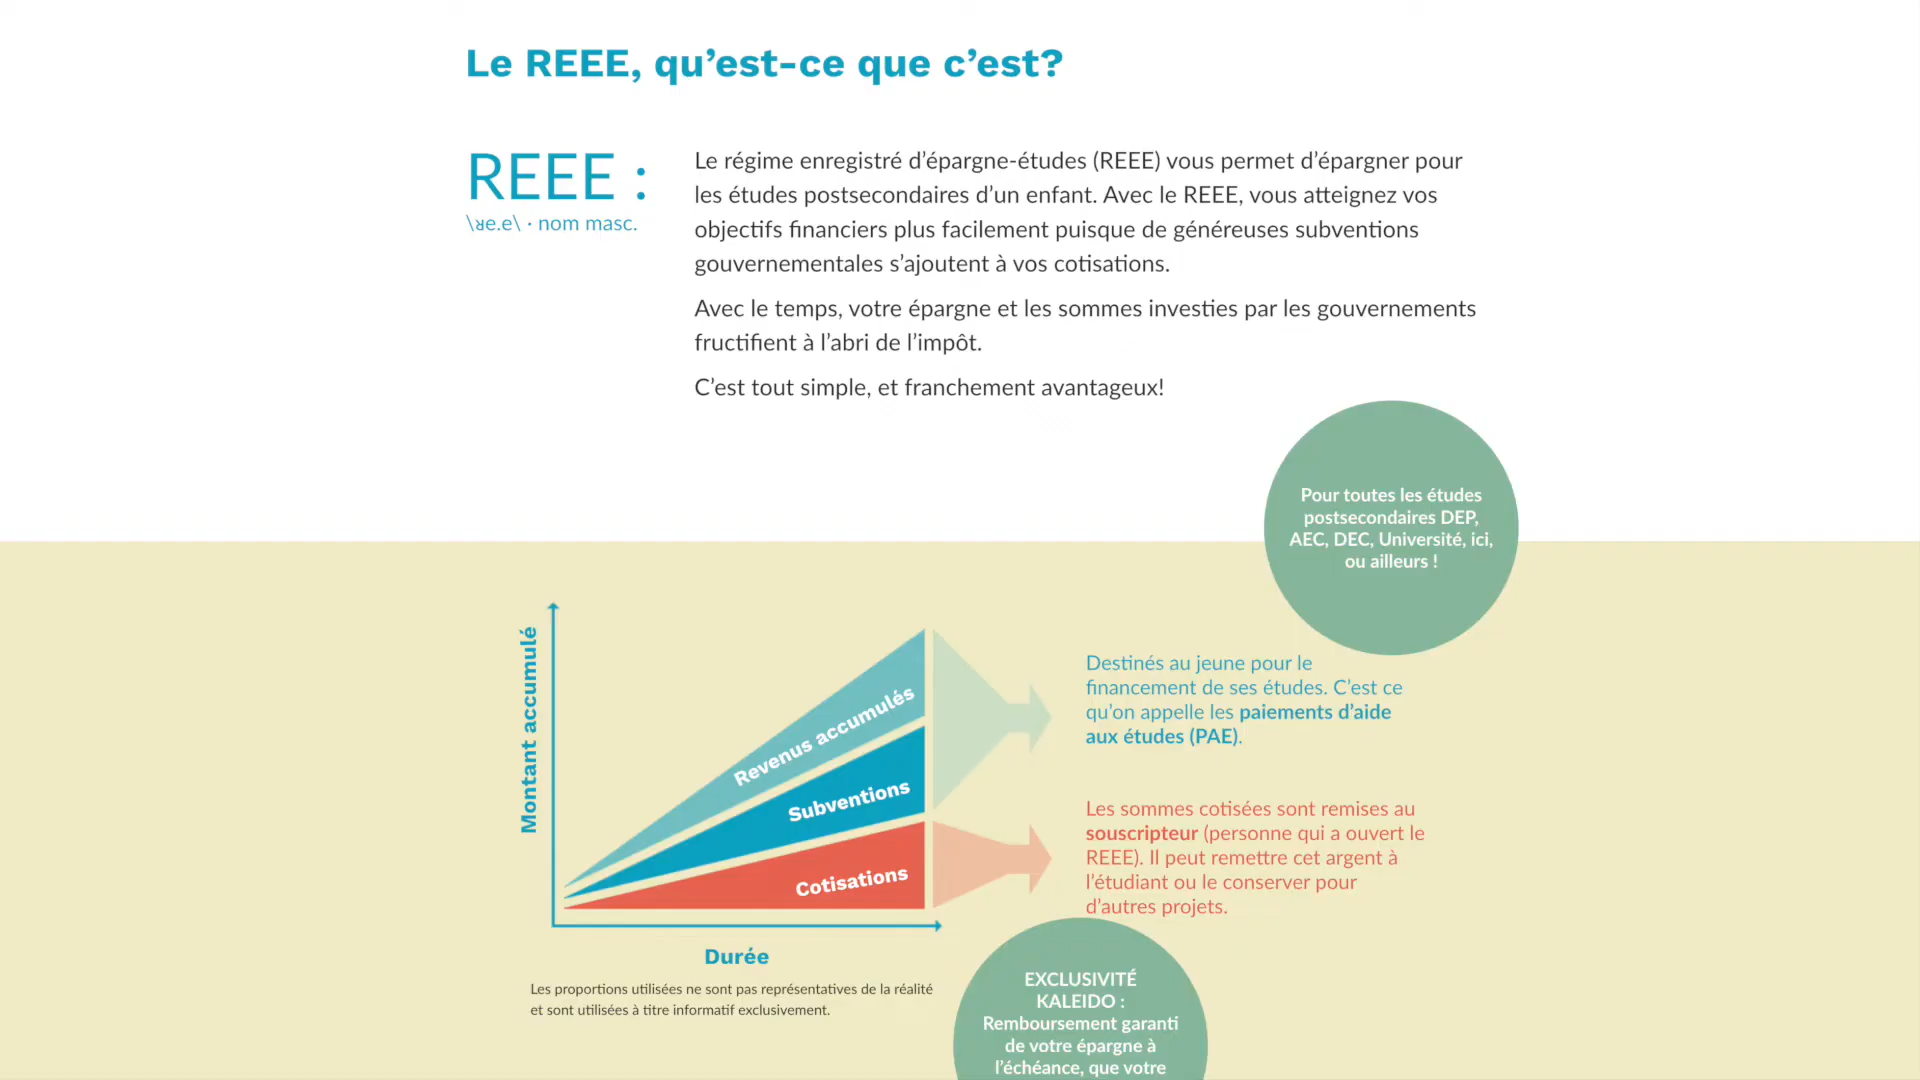 Le REEE, qu’est-ce que c’est?
REEE :
\ʁe.e\ · nom masc.
Le régime enregistré d’épargne-études (REEE) vous permet d’épargner pour
les études postsecondaires d’un enfant. Avec le REEE, vous atteignez vos
objectifs financiers plus facilement puisque de généreuses subventions
gouvernementales s’ajoutent à vos cotisations.
Avec le temps, votre épargne et les sommes investies par les gouvernements
fructifient à l’abri de l’impôt.
C’est tout simple, et franchement avantageux!
Pour toutes les études
postsecondaires DEP,
AEC, DEC, Université, ici,
ou ailleurs !
Montant accumulé
Revenus accumulés
Subventions
Cotisations
Durée
Les proportions utilisées ne sont pas représentatives de la réalité
et sont utilisées à titre informatif exclusivement.
Destinés au jeune pour le
financement de ses études. C’est ce
qu’on appelle les paiements d’aide
aux études (PAE).
Les sommes cotisées sont remises au
souscripteur (personne qui a ouvert le
REEE). Il peut remettre cet argent à
l’étudiant ou le conserver pour
d’autres projets.
EXCLUSIVITÉ
KALEIDO :
Remboursement garanti
de votre épargne à
l’échéance, que votre